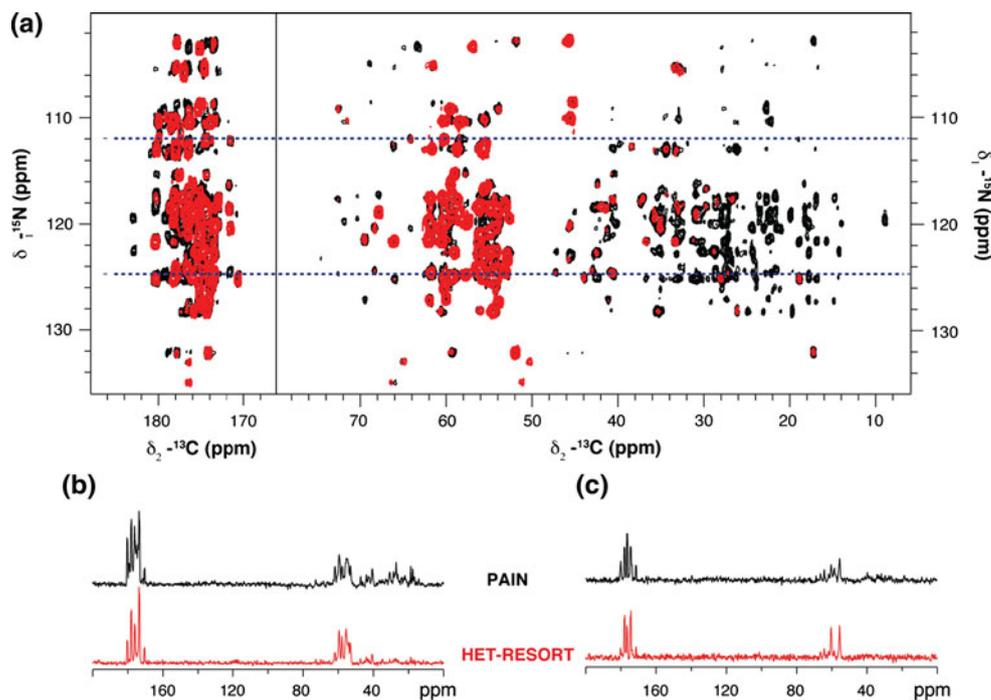 (a)
110
120
130
δ1 -15N (ppm)
110
120
130
δ1 -15N (ppm)
180 170
60 50 40 30 20 10
δ2 -13C (ppm)
δ2 -13C (ppm)
(b)
(c)
PAIN
HET-RESORT
160 120 80 40 ppm
160 120 80 40 ppm